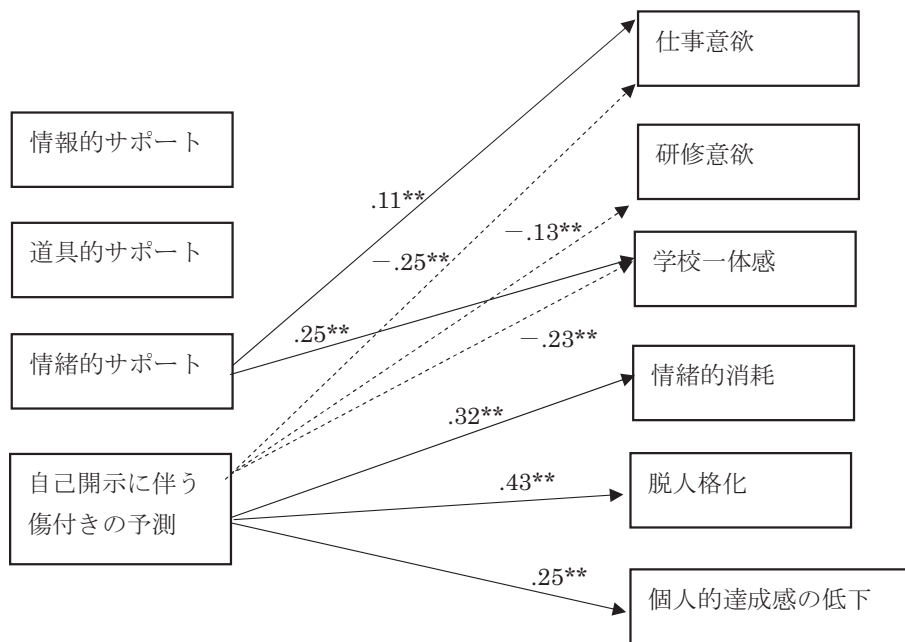 仕事意欲
情報的サポート
研修意欲
.11**
－.13**
道具的サポート
－.25**
学校一体感
.25**
－.23**
情緒的サポート
情緒的消耗
.32**
自己開示に伴う
傷付きの予測
.43**
脱人格化
.25**
個人的達成感の低下